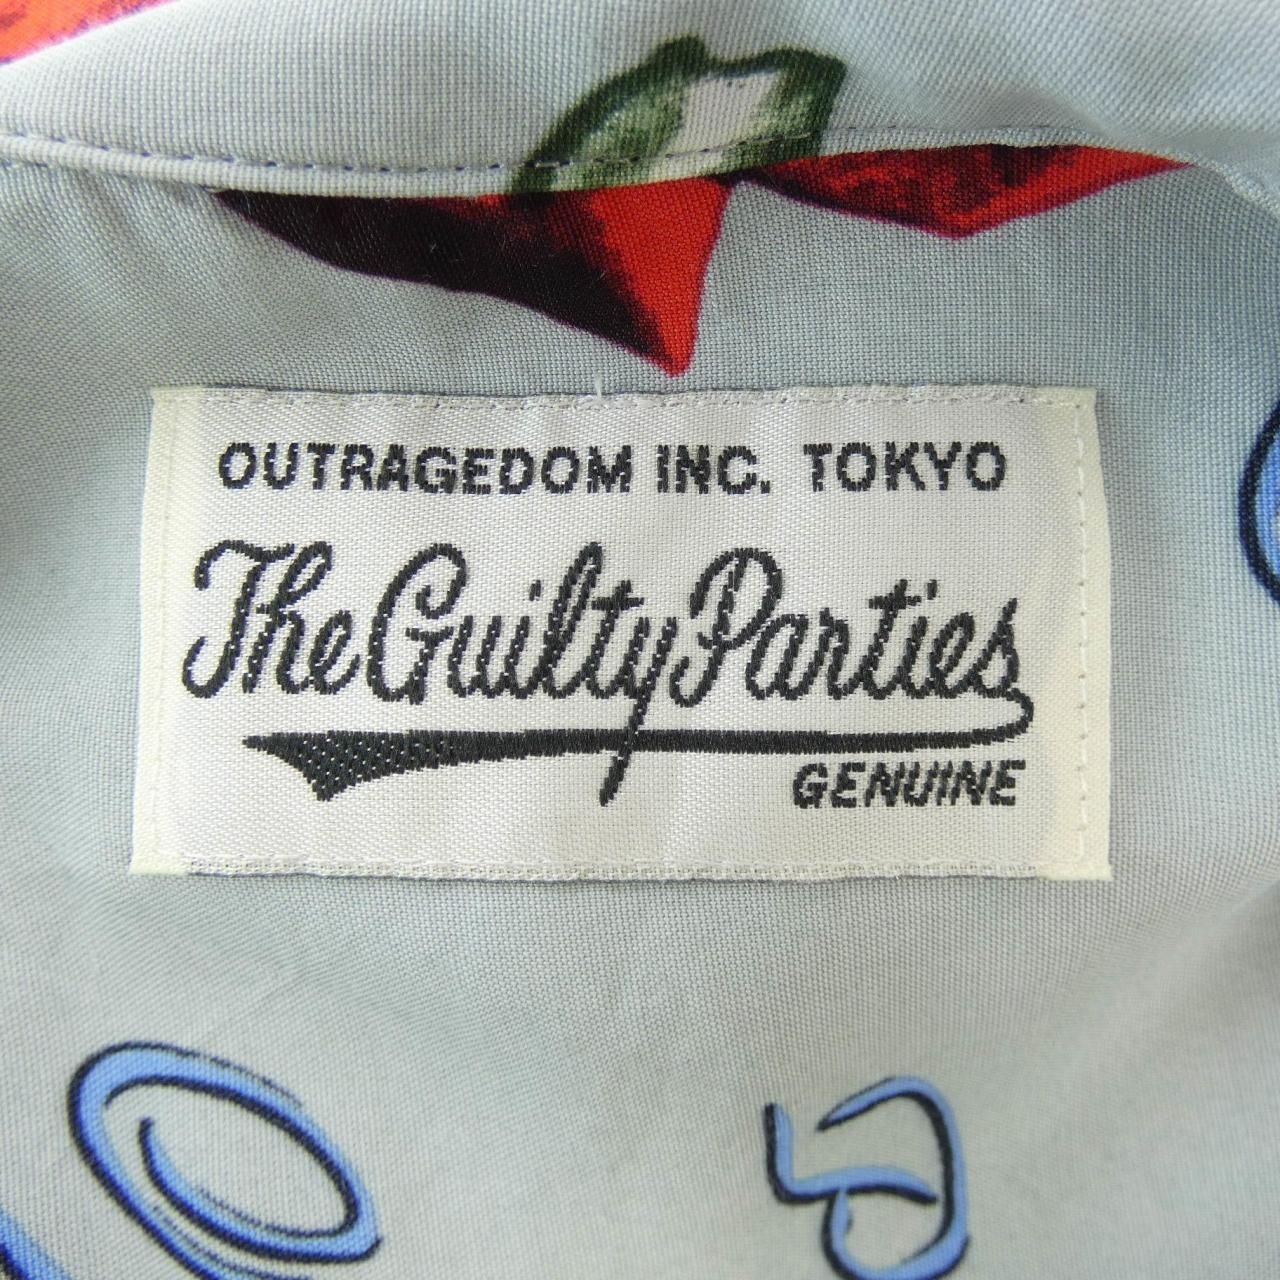 OUTRAGEDOM INC. TOKYO
The Guilty Parties
GENUINE